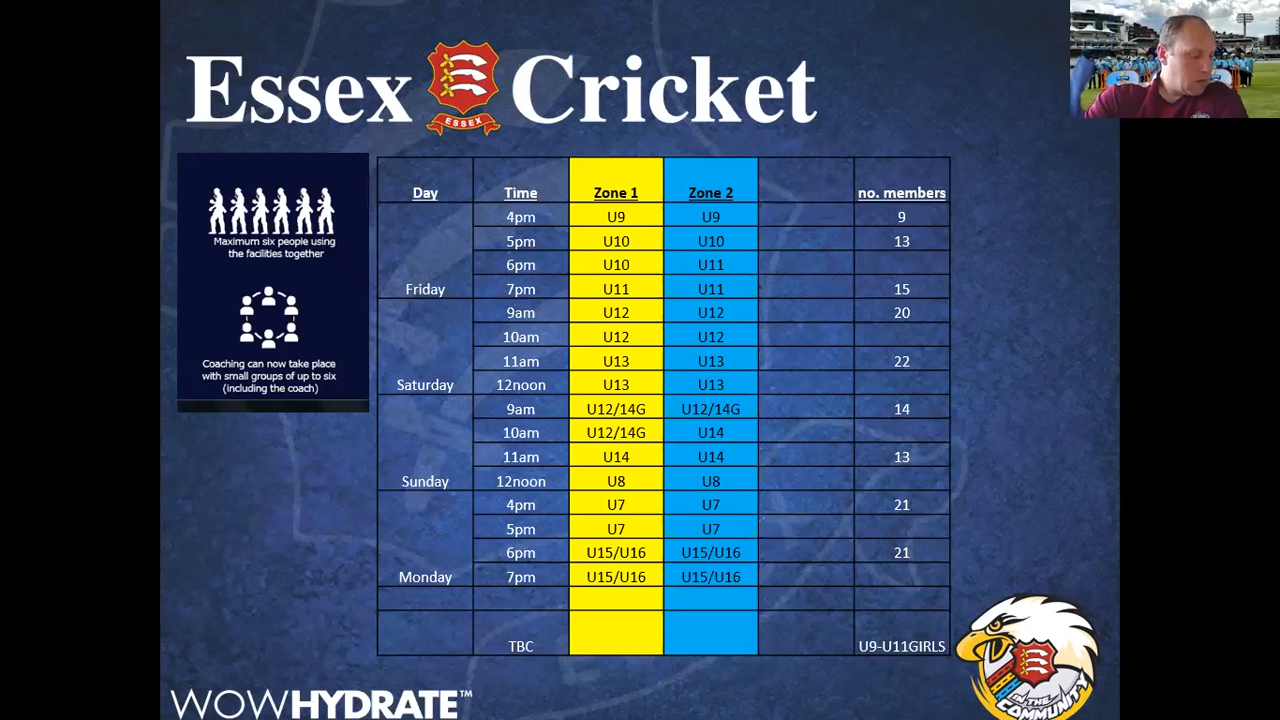 Essex Cricket
ESSEX
Maximum six people using
the facilities together
Coaching can now take place
with small groups of up to six
(including the coach)
Day Time Zone 1 Zone 2 no. members
4pm U9 U9 9
5pm U10 U10 13
6pm U10 U11
Friday 7pm U11 U11 15
9am U12 U12 20
10am U12 U12
11am U13 U13 22
Saturday 12noon U13 U13
9am U12/14G U12/14G 14
10am U12/14G U14
11am U14 U14 13
Sunday 12noon U8 U8
4pm U7 U7 21
5pm U7 U7
6pm U15/U16 U15/U16 21
Monday 7pm U15/U16 U15/U16
TBC U9-U11GIRLS
WOWHYDRATE™
IN THE
COMMUNITY